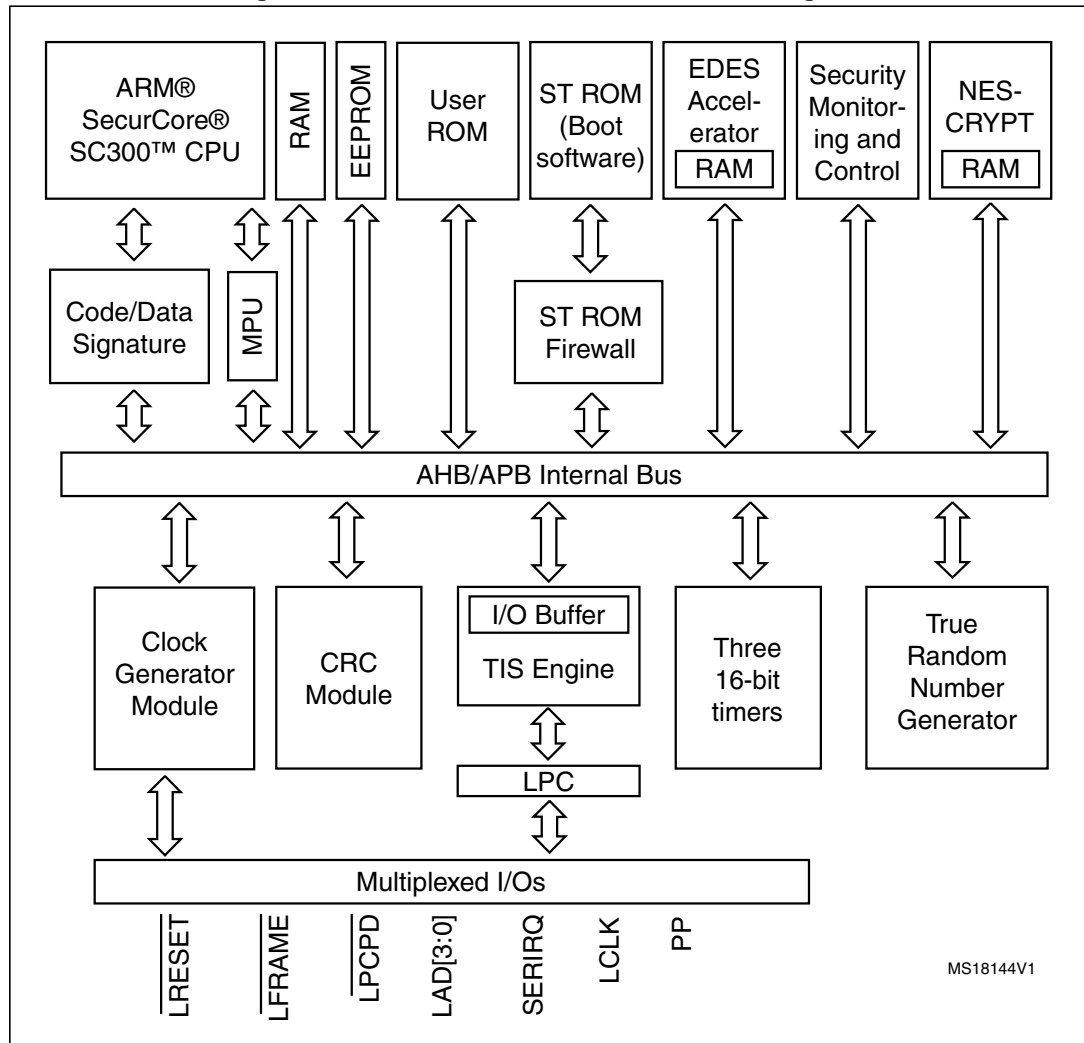 ARM®
SecurCore®
SC300™ CPU
RAM
EEPROM
User
ROM
ST ROM
(Boot
software)
EDES
Accel-
erator
RAM
Security
Monitor-
ing and
Control
NES-
CRYPT
RAM
Code/Data
Signature
MPU
ST ROM
Firewall
AHB/APB Internal Bus
Clock
Generator
Module
CRC
Module
I/O Buffer
TIS Engine
Three
16-bit
timers
True
Random
Number
Generator
LPC
Multiplexed I/Os
LRESET
LFRAME
LPCPD
LAD[3:0]
SERIRQ
LCLK
PP
MS18144V1